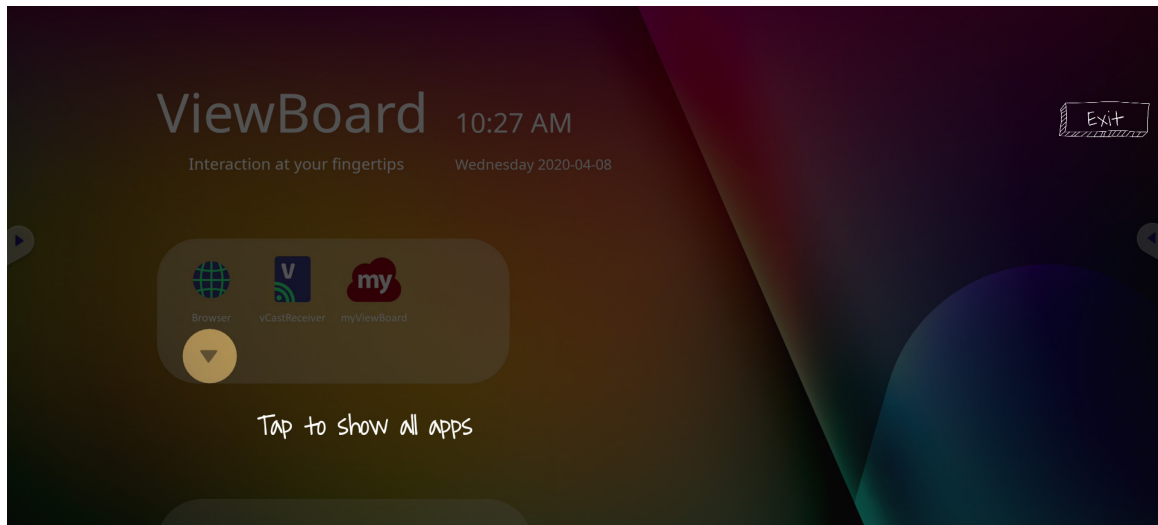 ViewBoard 10:27 AM
Exit
Interaction at your fingertips Wednesday 2020-04-08
V
my
Browser vCastReceiver myViewBoard
Tap to show all apps